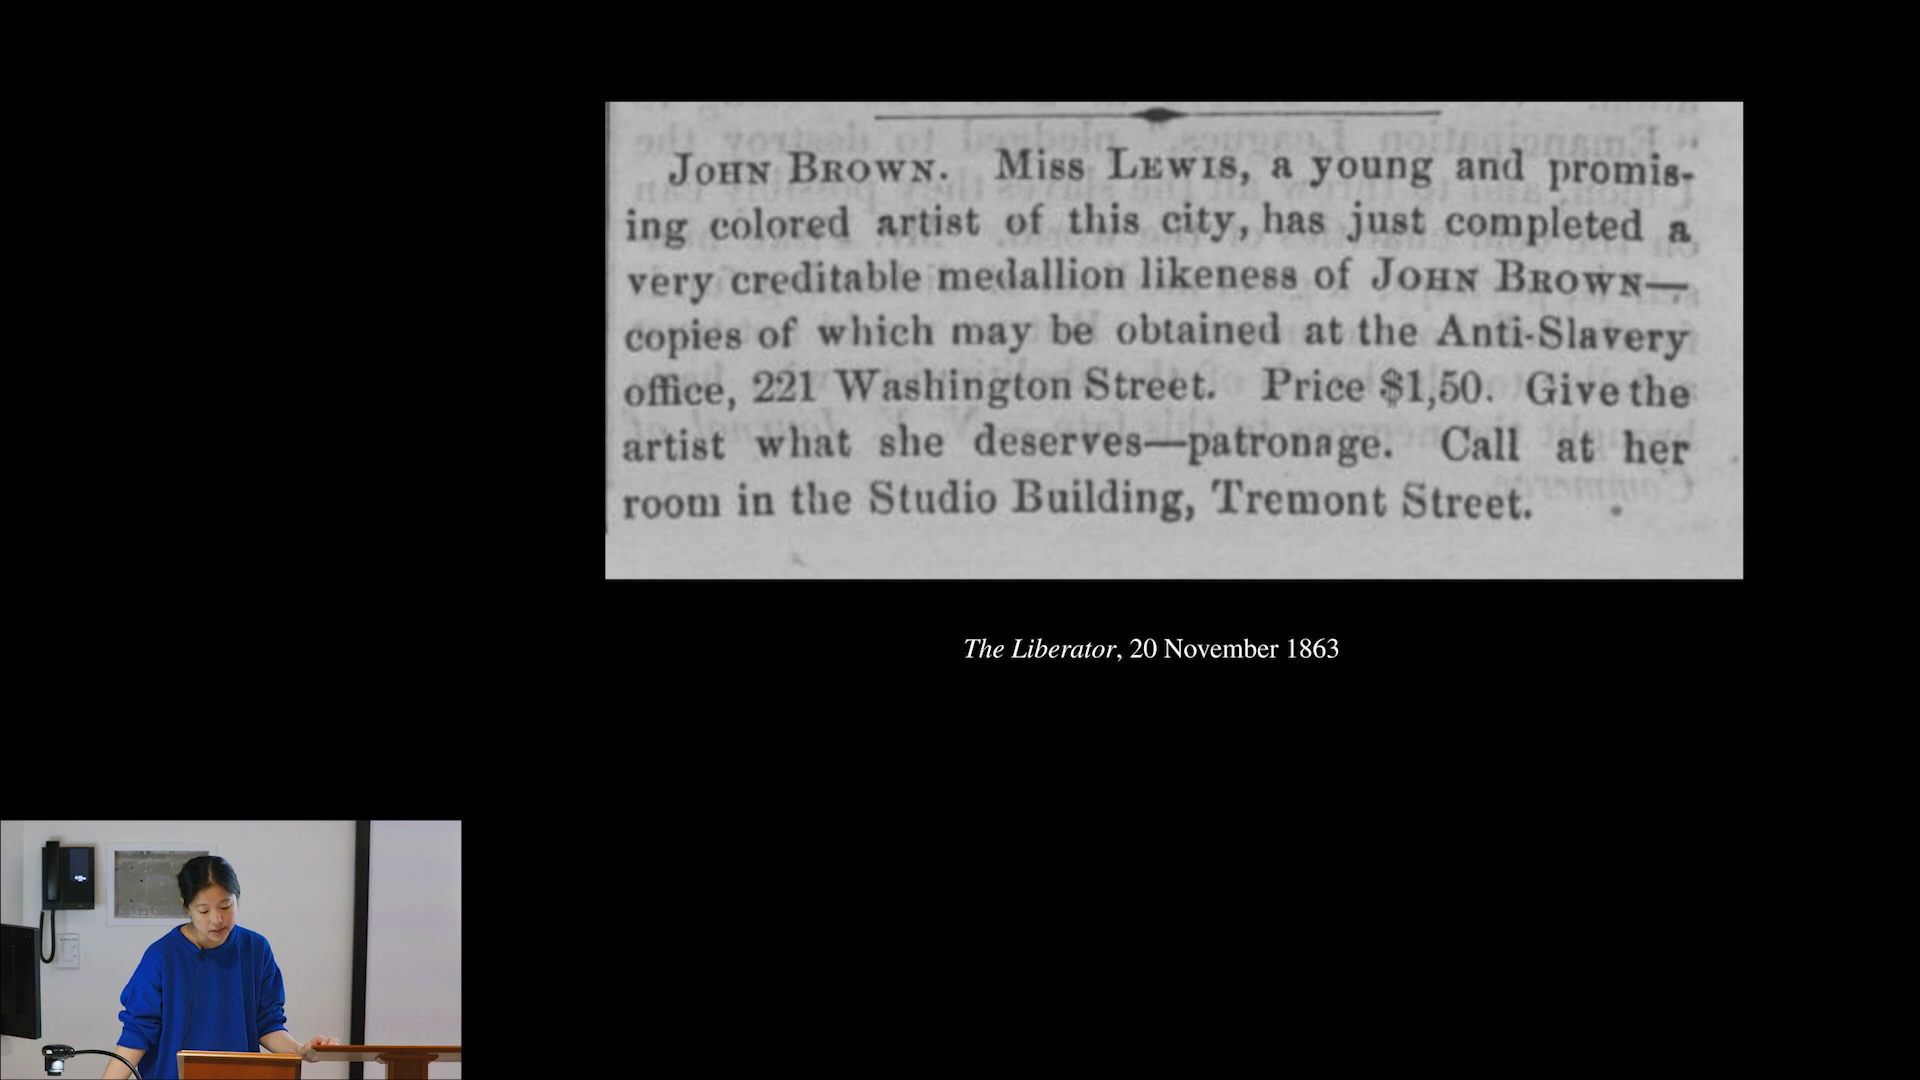 JOHN BROWN. Miss LEWIS, a young and promis-
ing colored artist of this city, has just completed a
very creditable medallion likeness of JOHN BROWN—
copies of which may be obtained at the Anti-Slavery
office, 221 Washington Street. Price $1,50. Give the
artist what she deserves—patronage. Call at her
room in the Studio Building, Tremont Street.
The Liberator, 20 November 1863